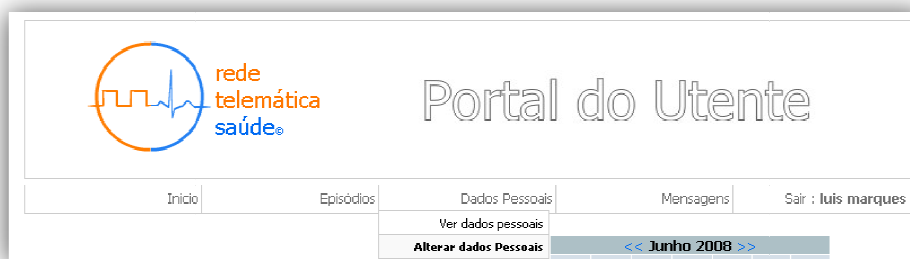 rede
telemática
saúde©
Portal do Utente
Inicio Episódios Dados Pessoais Mensagens Sair : luis marques
Ver dados pessoais
Alterar dados Pessoais
<< Junho 2008 >>